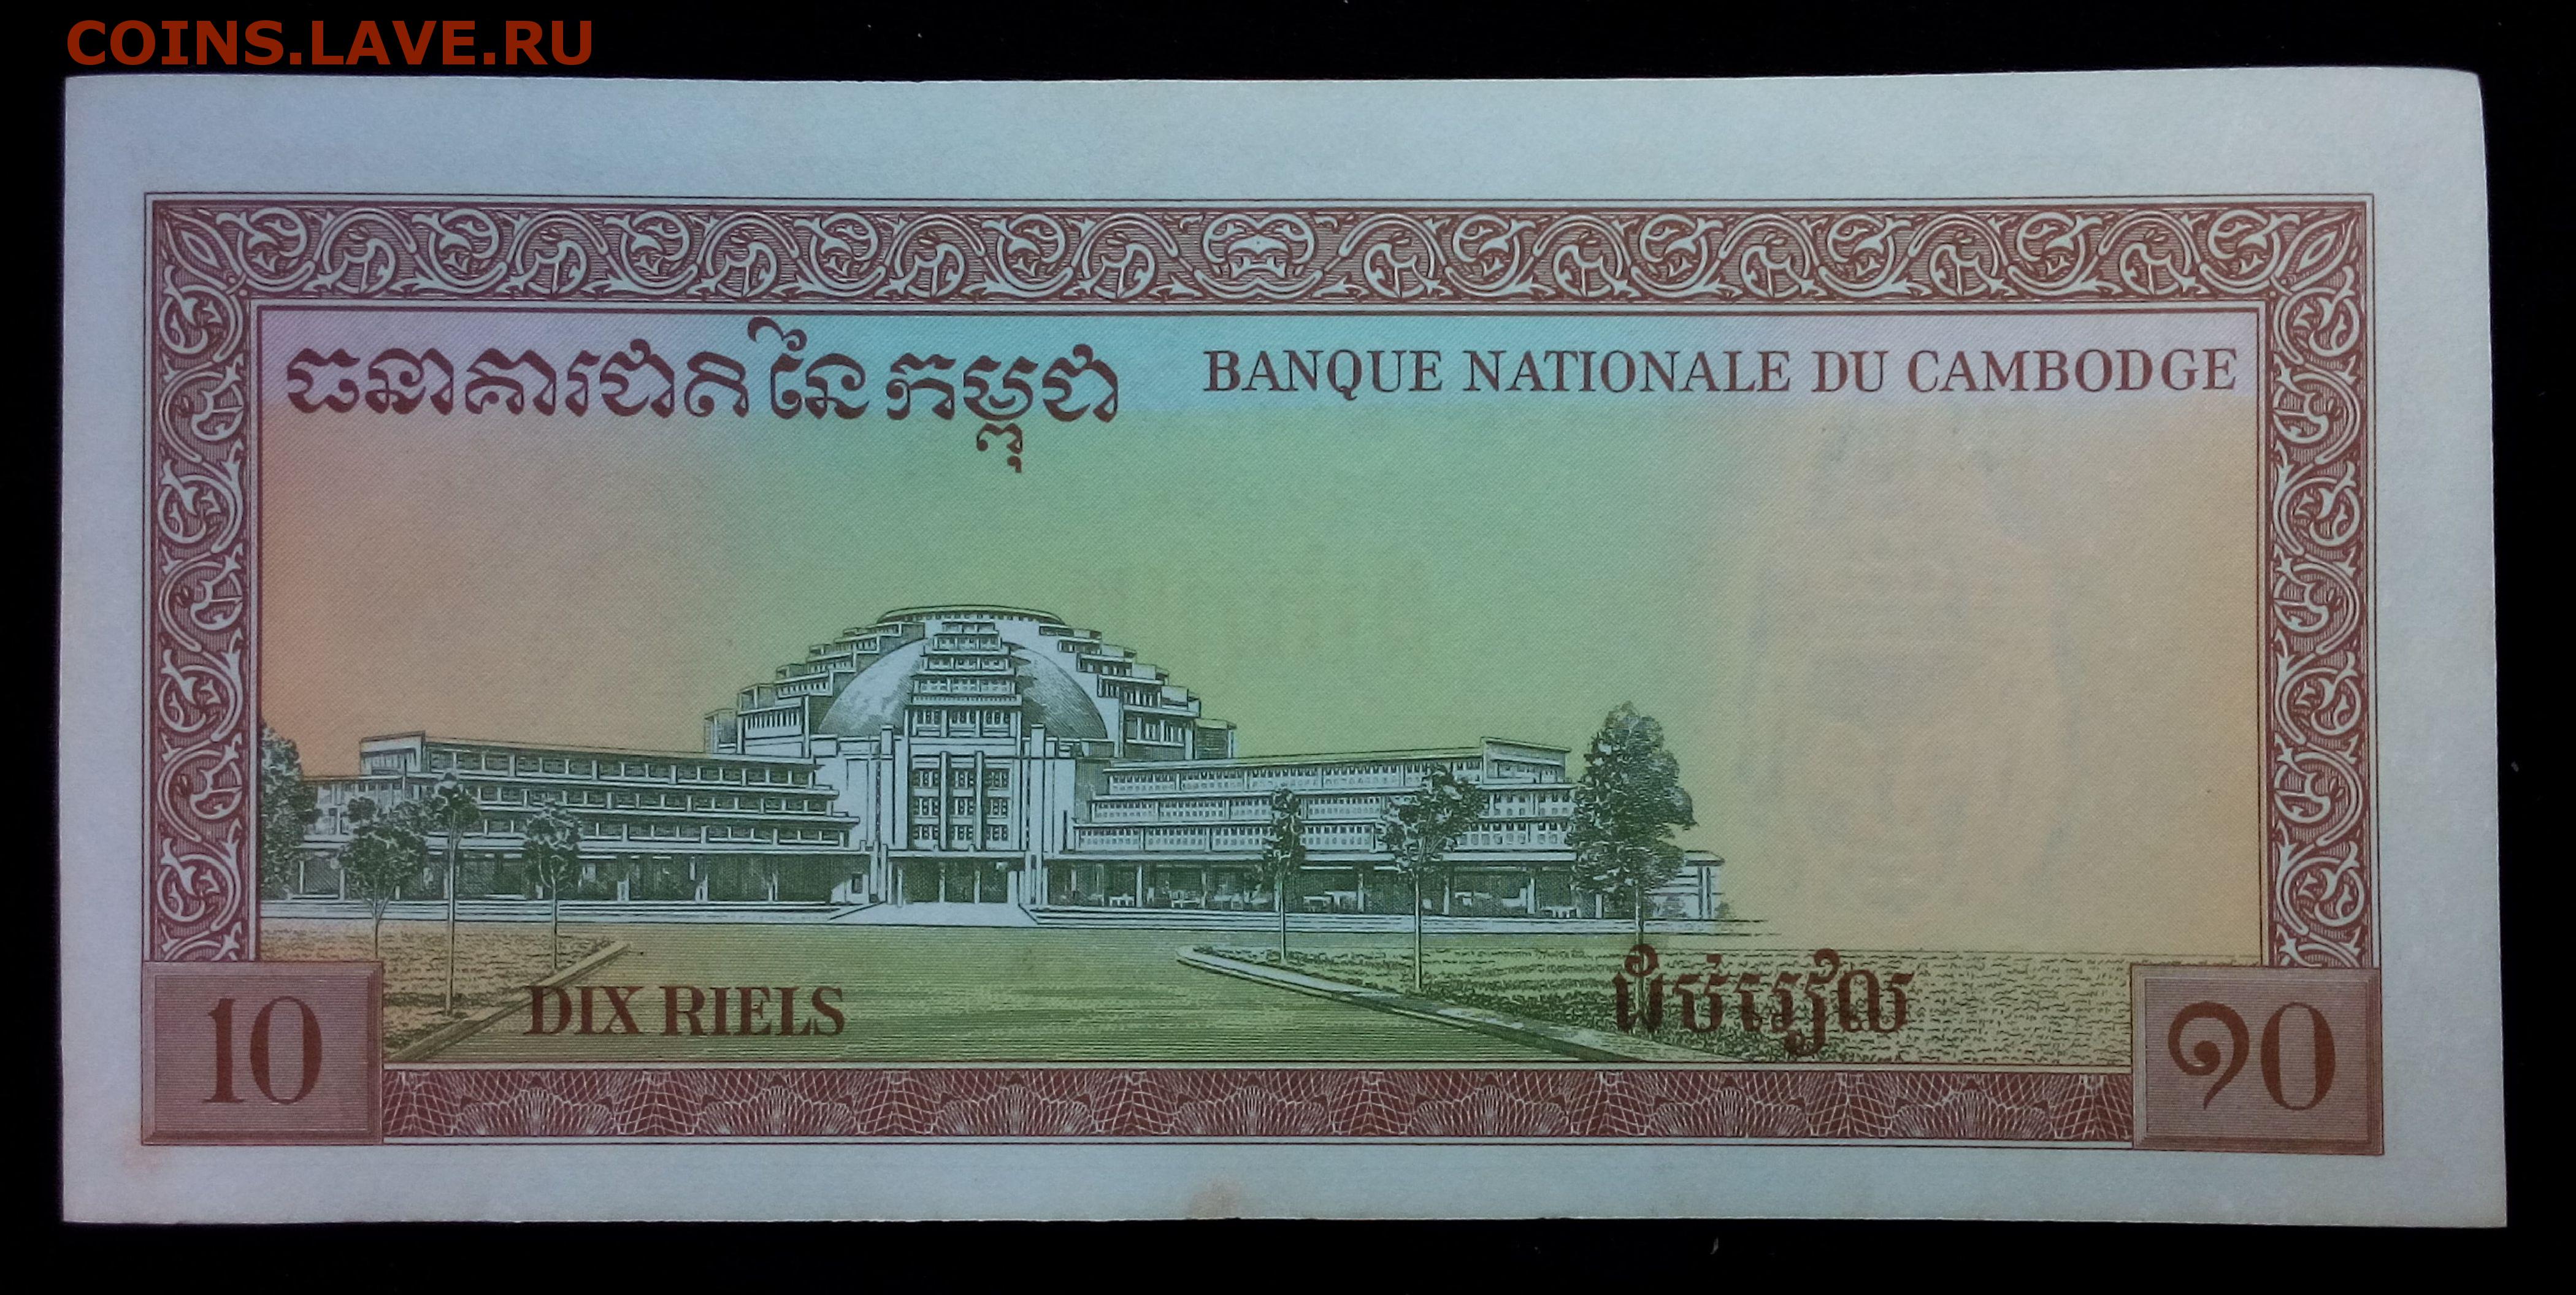 COINS.LAVE.RU
ធនាគារជាតិនៃកម្ពុជា BANQUE NATIONALE DU CAMBODGE
DIX RIELS ដប់រៀល
10 ១០